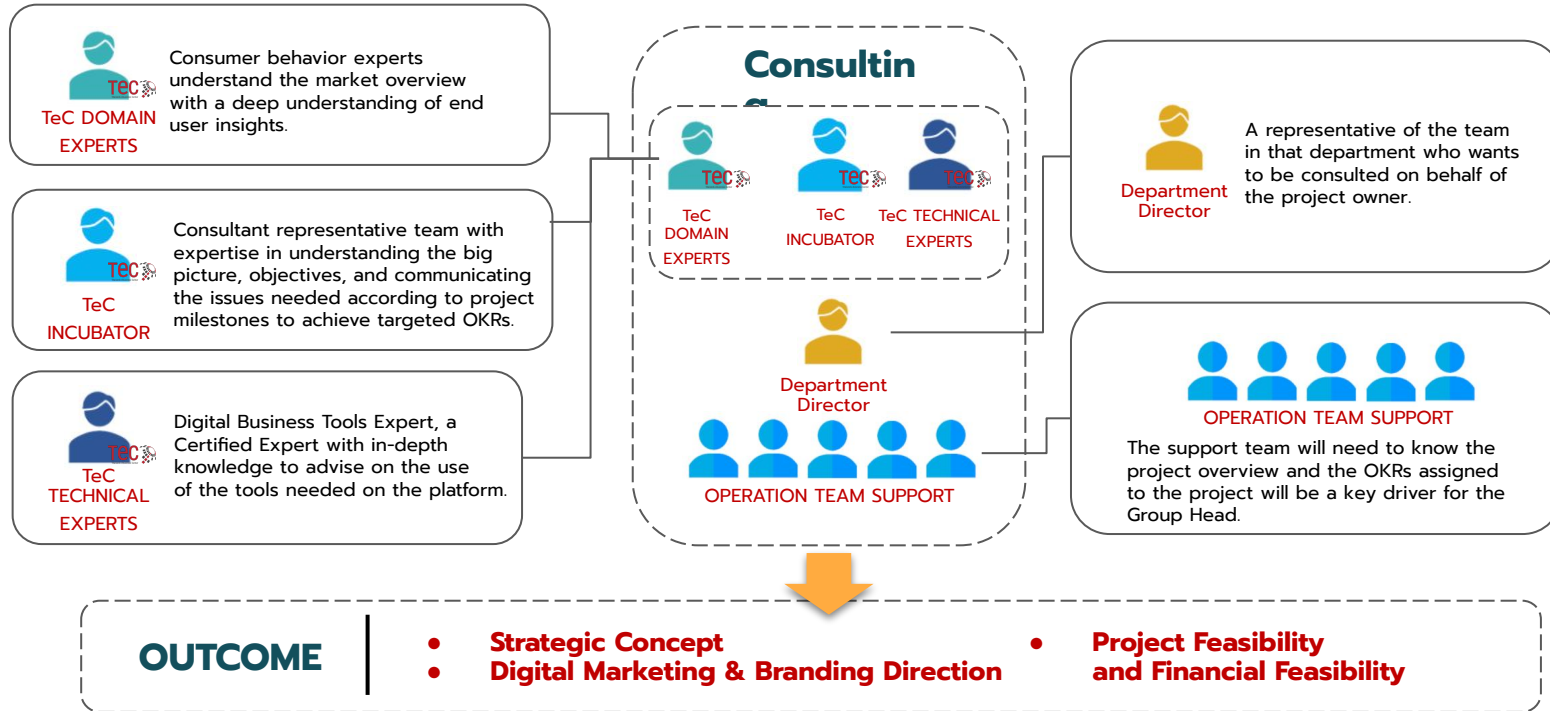 Consumer behavior experts
understand the market overview
with a deep understanding of end
user insights.
TeC
TeC DOMAIN
EXPERTS
Consultant representative team with
expertise in understanding the big
picture, objectives, and communicating
the issues needed according to project
milestones to achieve targeted OKRs.
TeC
TeC
INCUBATOR
Digital Business Tools Expert, a
Certified Expert with in-depth
knowledge to advise on the use
of the tools needed on the platform.
TeC
TeC
TECHNICAL
EXPERTS
Consultin
g
TeC
TeC
DOMAIN
EXPERTS
TeC
TeC
INCUBATOR
TeC
TeC TECHNICAL
EXPERTS
Department
Director
OPERATION TEAM SUPPORT
Department
Director
A representative of the team
in that department who wants
to be consulted on behalf of
the project owner.
OPERATION TEAM SUPPORT
The support team will need to know the
project overview and the OKRs assigned
to the project will be a key driver for the
Group Head.
OUTCOME
● Strategic Concept
● Digital Marketing & Branding Direction
● Project Feasibility
and Financial Feasibility